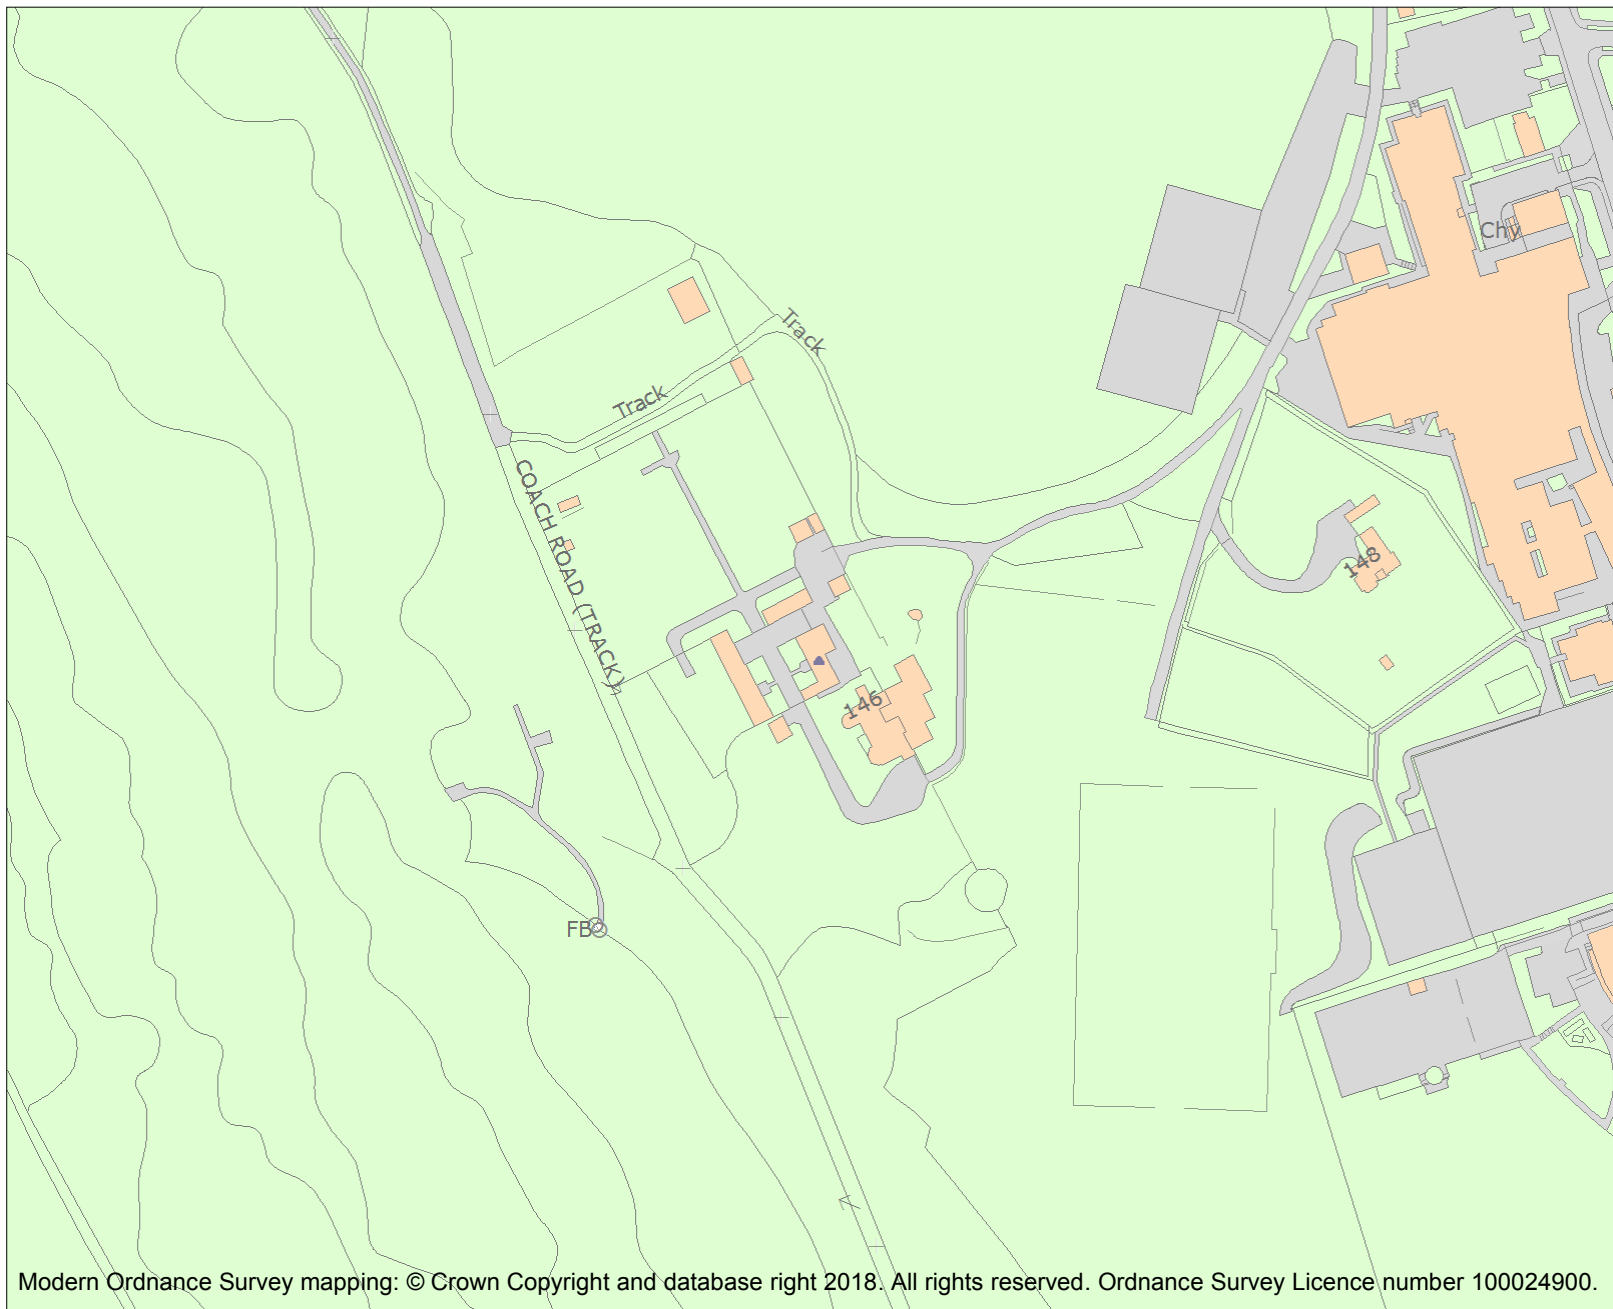 Chy
Track
Track
COACH ROAD (TRACK)
148
146
FB
Modern Ordnance Survey mapping: © Crown Copyright and database right 2018. All rights reserved. Ordnance Survey Licence number 100024900.